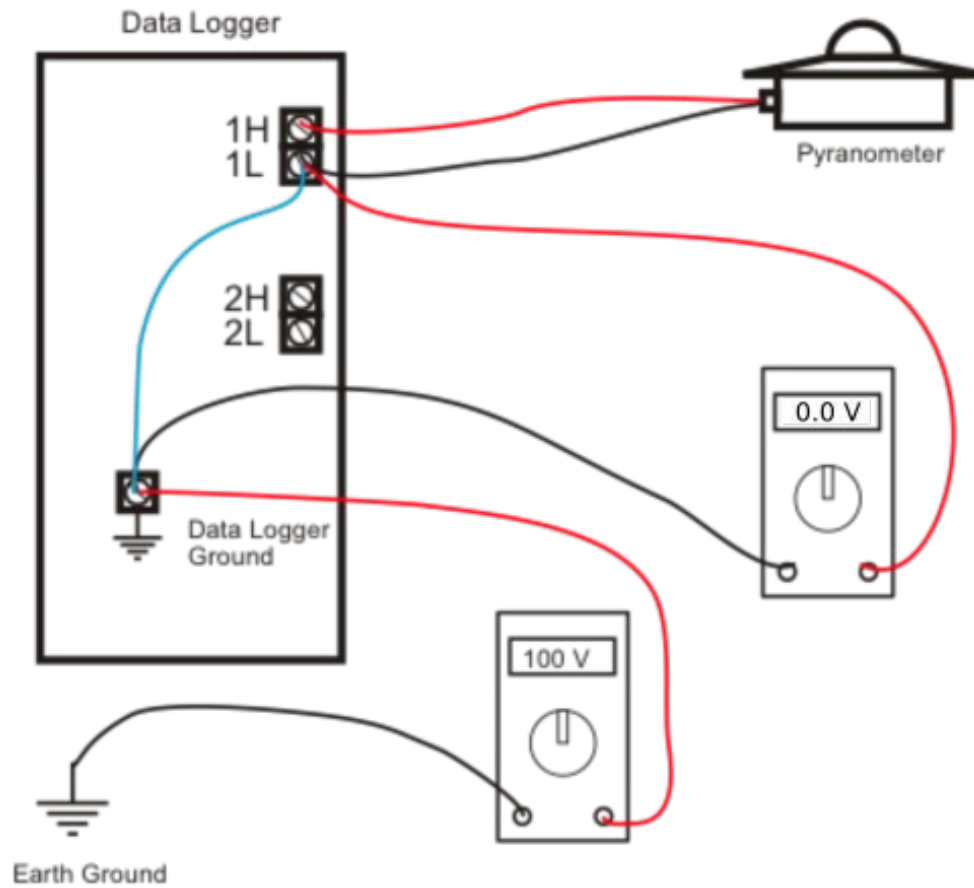 Data Logger
1H
1L
Pyranometer
2H
2L
0.0 V
Data Logger
Ground
100 V
Earth Ground